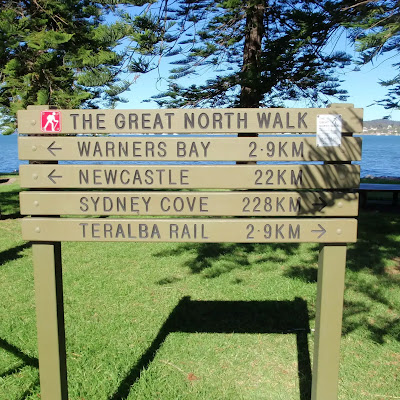 THE GREAT NORTH WALK
← WARNERS BAY 2·9KM
← NEWCASTLE 22KM
SYDNEY COVE 228KM →
TERALBA RAIL 2·9KM →